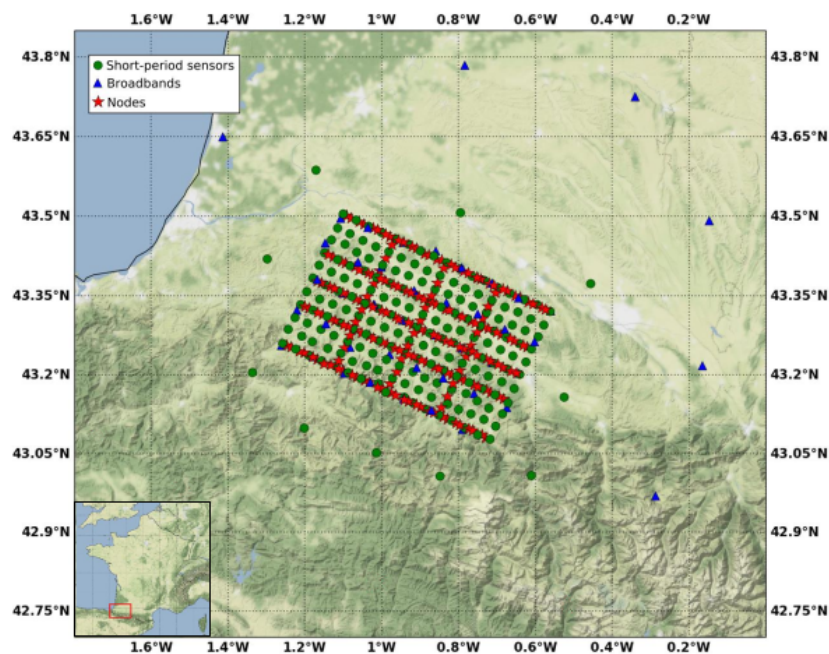 1.6°W 1.4°W 1.2°W 1°W 0.8°W 0.6°W 0.4°W 0.2°W
43.8°N 43.8°N
Short-period sensors
Broadbands
Nodes
43.65°N 43.65°N
43.5°N 43.5°N
43.35°N 43.35°N
43.2°N 43.2°N
43.05°N 43.05°N
42.9°N 42.9°N
42.75°N 42.75°N
1.6°W 1.4°W 1.2°W 1°W 0.8°W 0.6°W 0.4°W 0.2°W